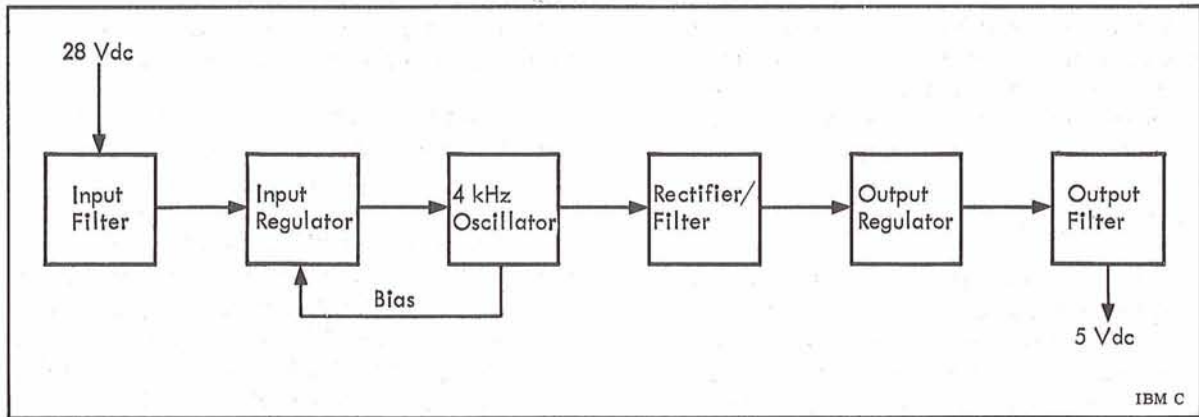 28 Vdc
Input
Filter
Input
Regulator
4 kHz
Oscillator
Rectifier/
Filter
Output
Regulator
Output
Filter
Bias
5 Vdc
IBM C